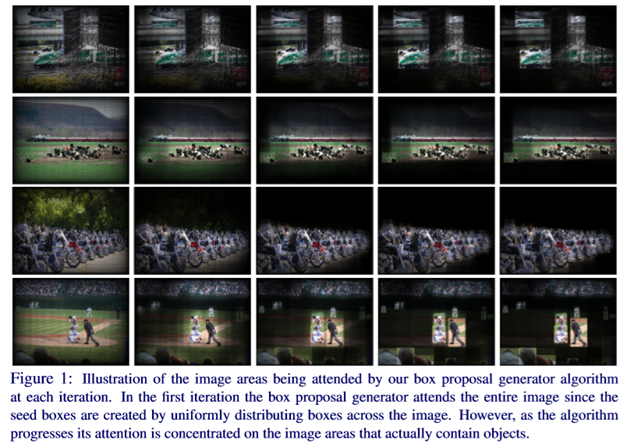 Figure 1: Illustration of the image areas being attended by our box proposal generator algorithm
at each iteration. In the first iteration the box proposal generator attends the entire image since the
seed boxes are created by uniformly distributing boxes across the image. However, as the algorithm
progresses its attention is concentrated on the image areas that actually contain objects.